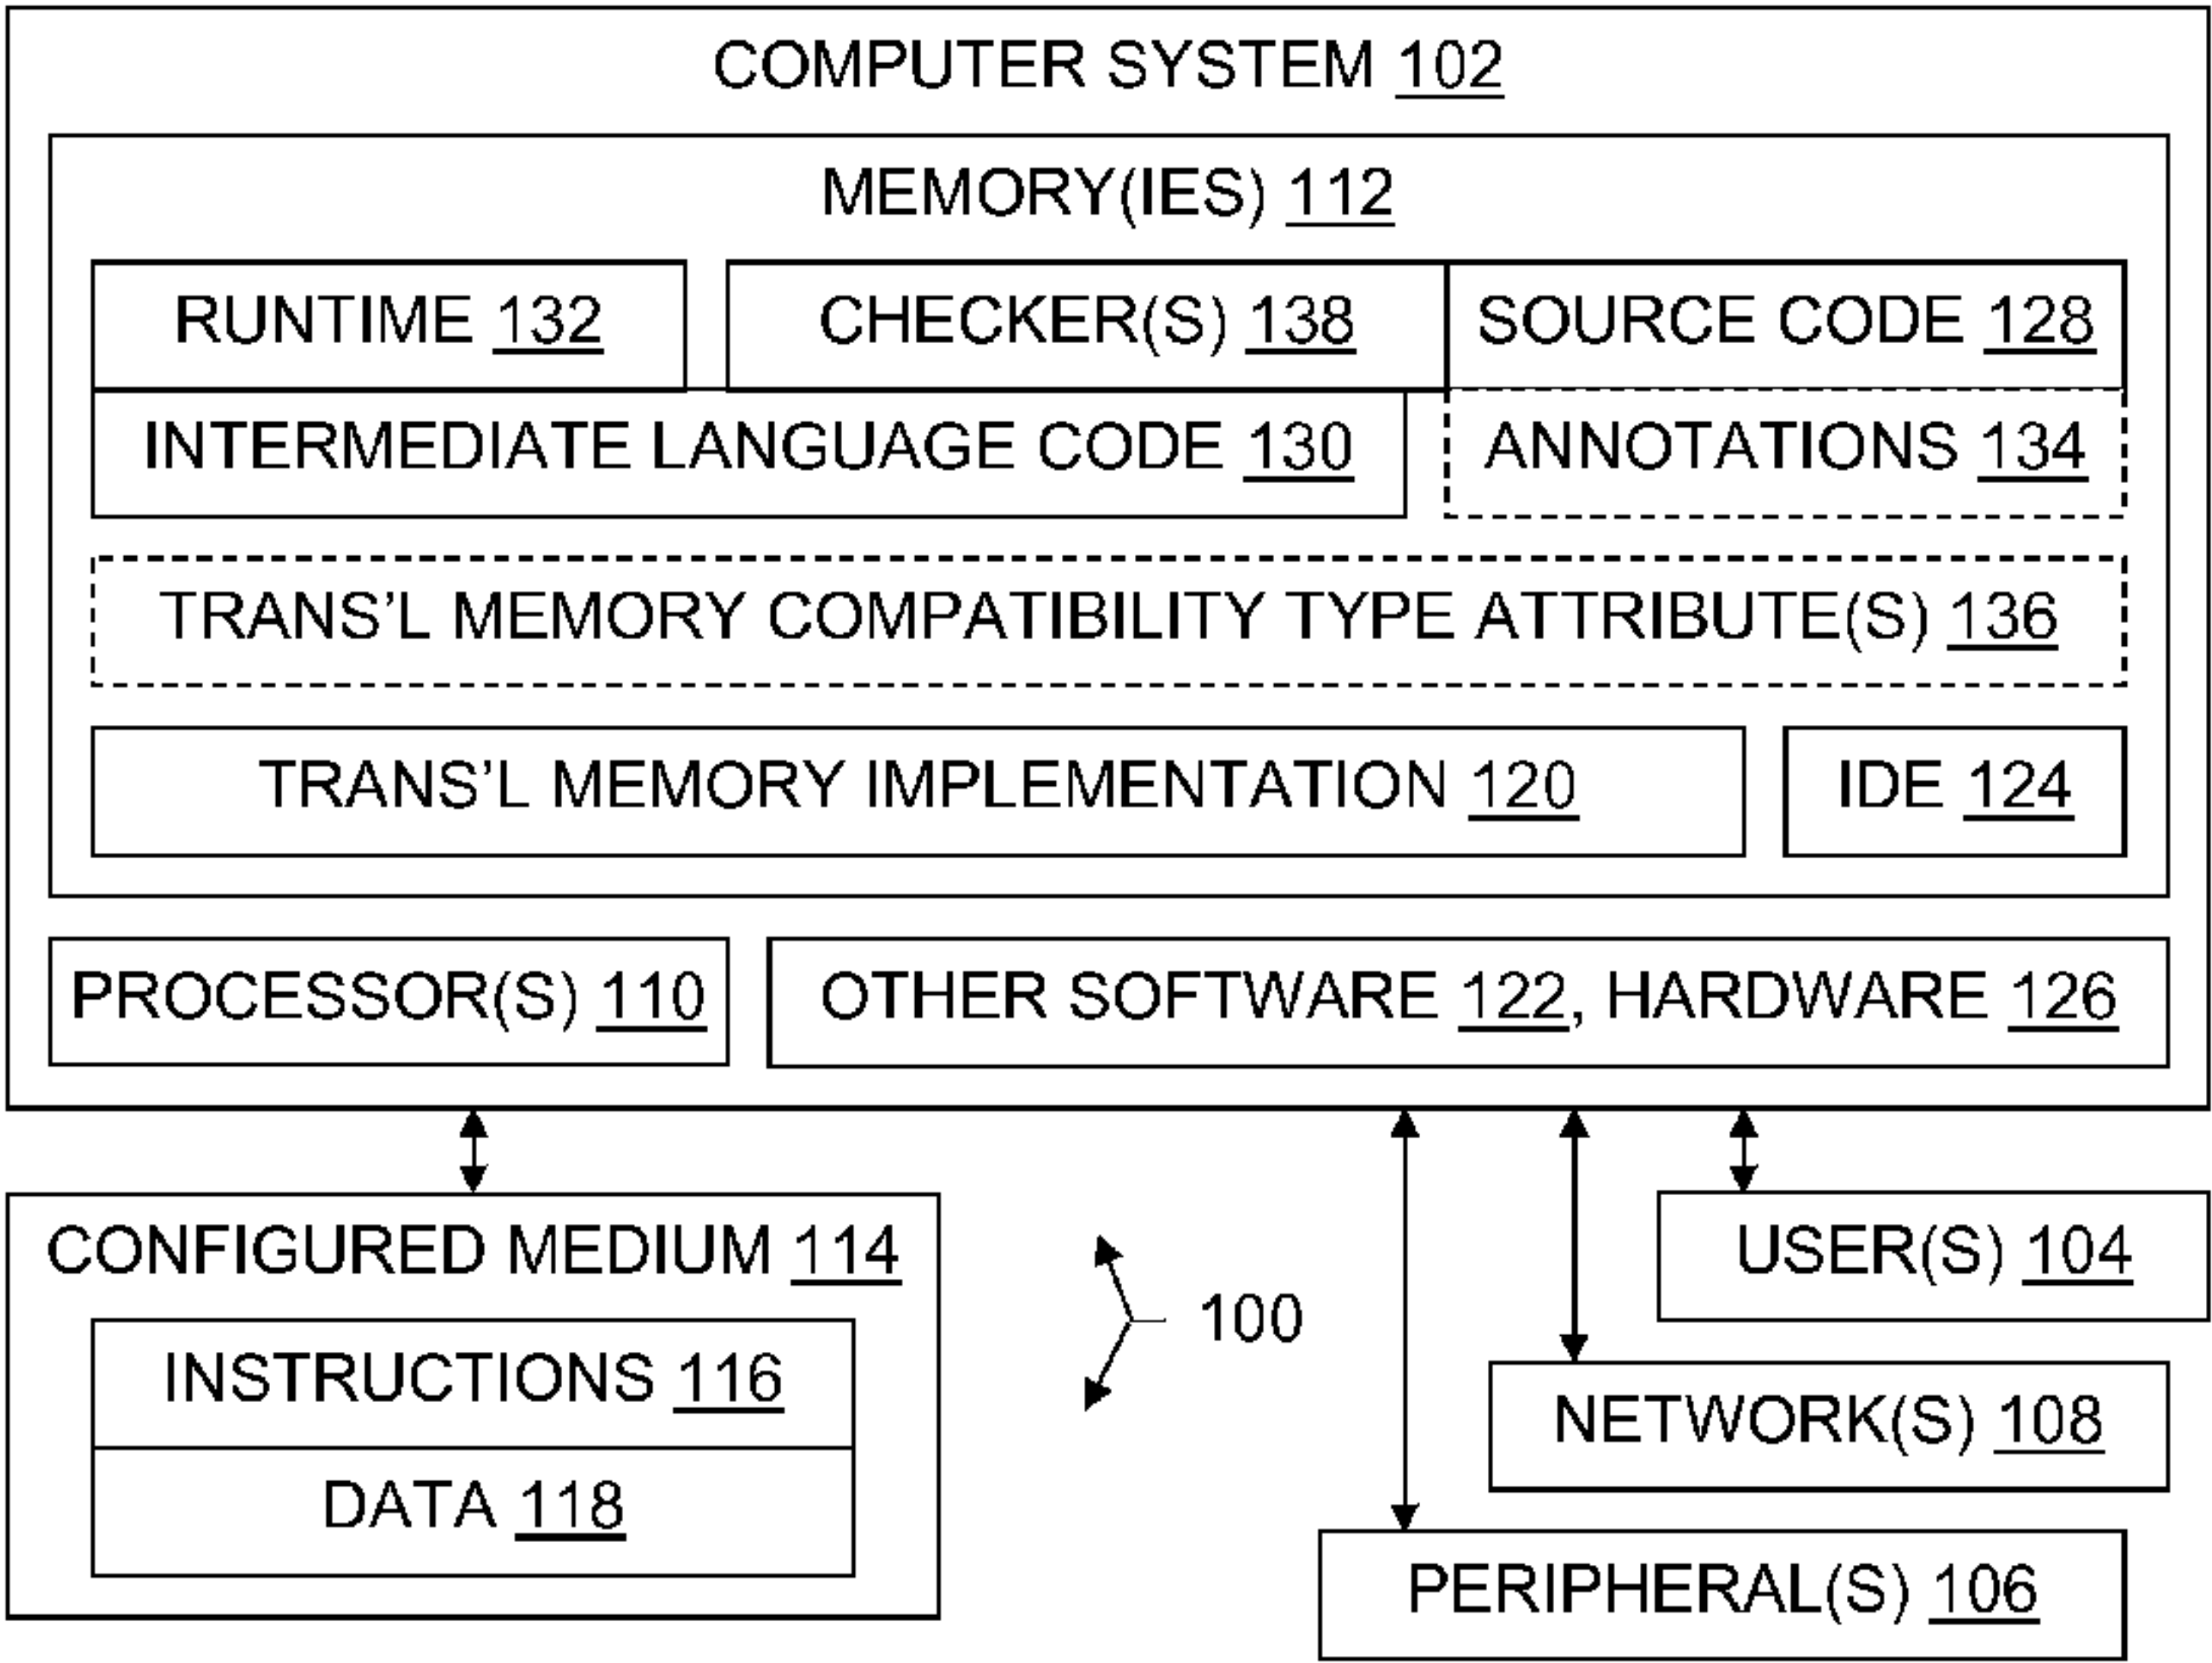 COMPUTER SYSTEM 102
MEMORY(IES) 112
RUNTIME 132
CHECKER(S) 138
SOURCE CODE 128
INTERMEDIATE LANGUAGE CODE 130
ANNOTATIONS 134
TRANS'L MEMORY COMPATIBILITY TYPE ATTRIBUTE(S) 136
TRANS'L MEMORY IMPLEMENTATION 120
IDE 124
PROCESSOR(S) 110
OTHER SOFTWARE 122, HARDWARE 126
CONFIGURED MEDIUM 114
INSTRUCTIONS 116
DATA 118
100
USER(S) 104
NETWORK(S) 108
PERIPHERAL(S) 106